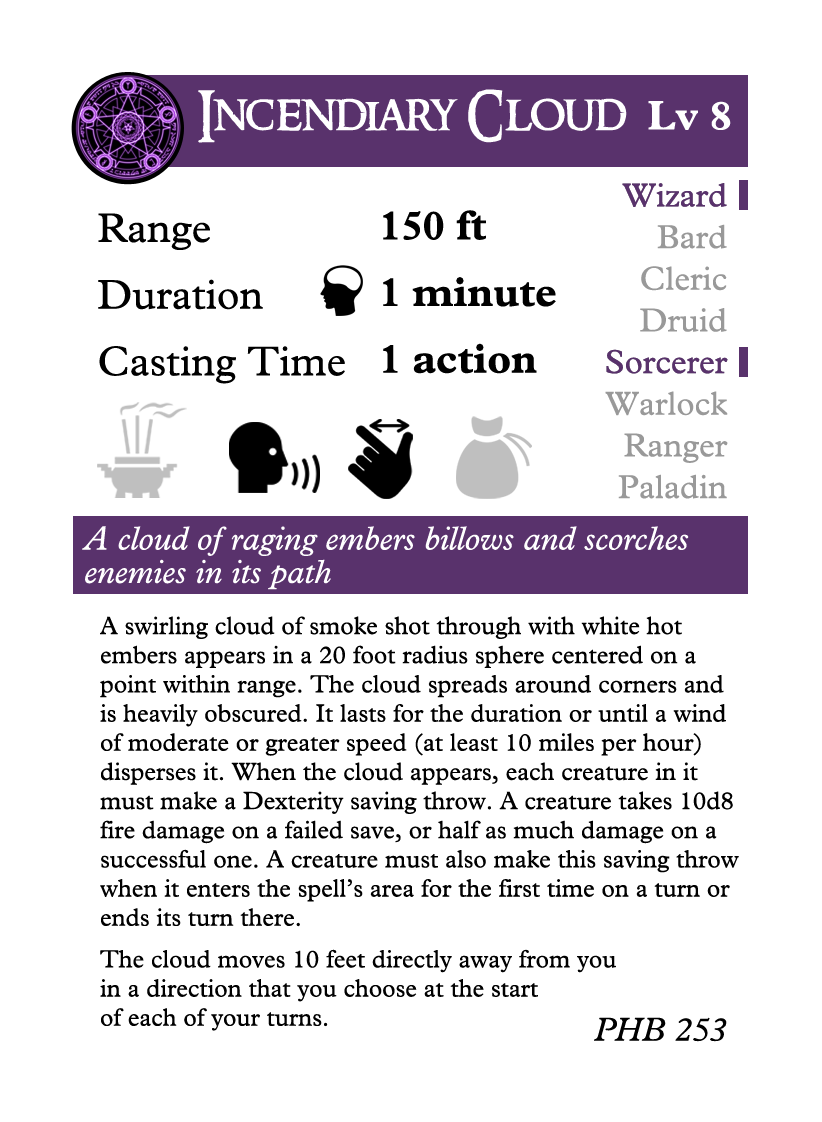 Incendiary Cloud Lv 8
Range 150 ft
Duration 1 minute
Casting Time 1 action
Wizard
Bard
Cleric
Druid
Sorcerer
Warlock
Ranger
Paladin
A cloud of raging embers billows and scorches
enemies in its path
A swirling cloud of smoke shot through with white hot
embers appears in a 20 foot radius sphere centered on a
point within range. The cloud spreads around corners and
is heavily obscured. It lasts for the duration or until a wind
of moderate or greater speed (at least 10 miles per hour)
disperses it. When the cloud appears, each creature in it
must make a Dexterity saving throw. A creature takes 10d8
fire damage on a failed save, or half as much damage on a
successful one. A creature must also make this saving throw
when it enters the spell’s area for the first time on a turn or
ends its turn there.
The cloud moves 10 feet directly away from you
in a direction that you choose at the start
of each of your turns.
PHB 253